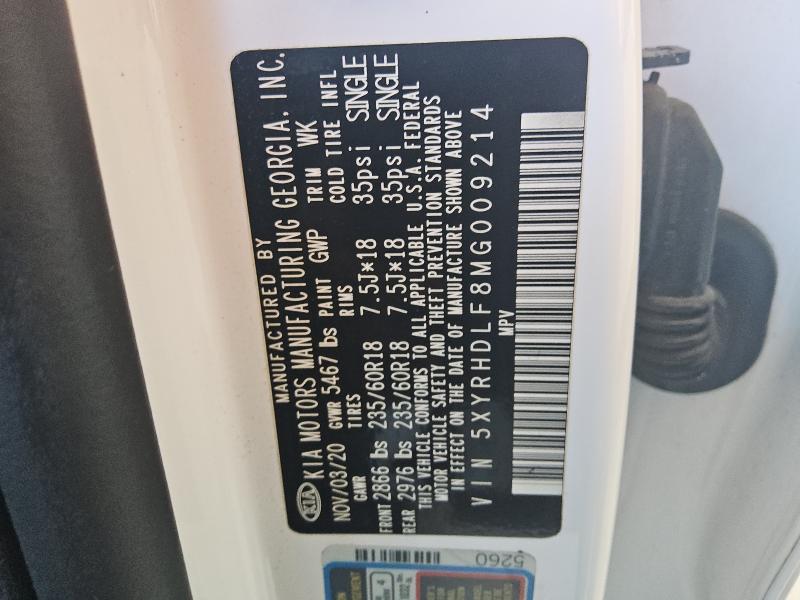 MANUFACTURED BY
KIA KIA MOTORS MANUFACTURING GEORGIA, INC.
NOV/03/20 GVWR 5467 lbs PAINT GWP TRIM WK
GAWR TIRES RIMS COLD TIRE INFL
FRONT 2866 lbs 235/60R18 7.5J*18 35psi SINGLE
REAR 2976 lbs 235/60R18 7.5J*18 35psi SINGLE
THIS VEHICLE CONFORMS TO ALL APPLICABLE U.S.A. FEDERAL
MOTOR VEHICLE SAFETY AND THEFT PREVENTION STANDARDS
IN EFFECT ON THE DATE OF MANUFACTURE SHOWN ABOVE
VIN 5XYRHDLF8MG009214
MPV
5260
4